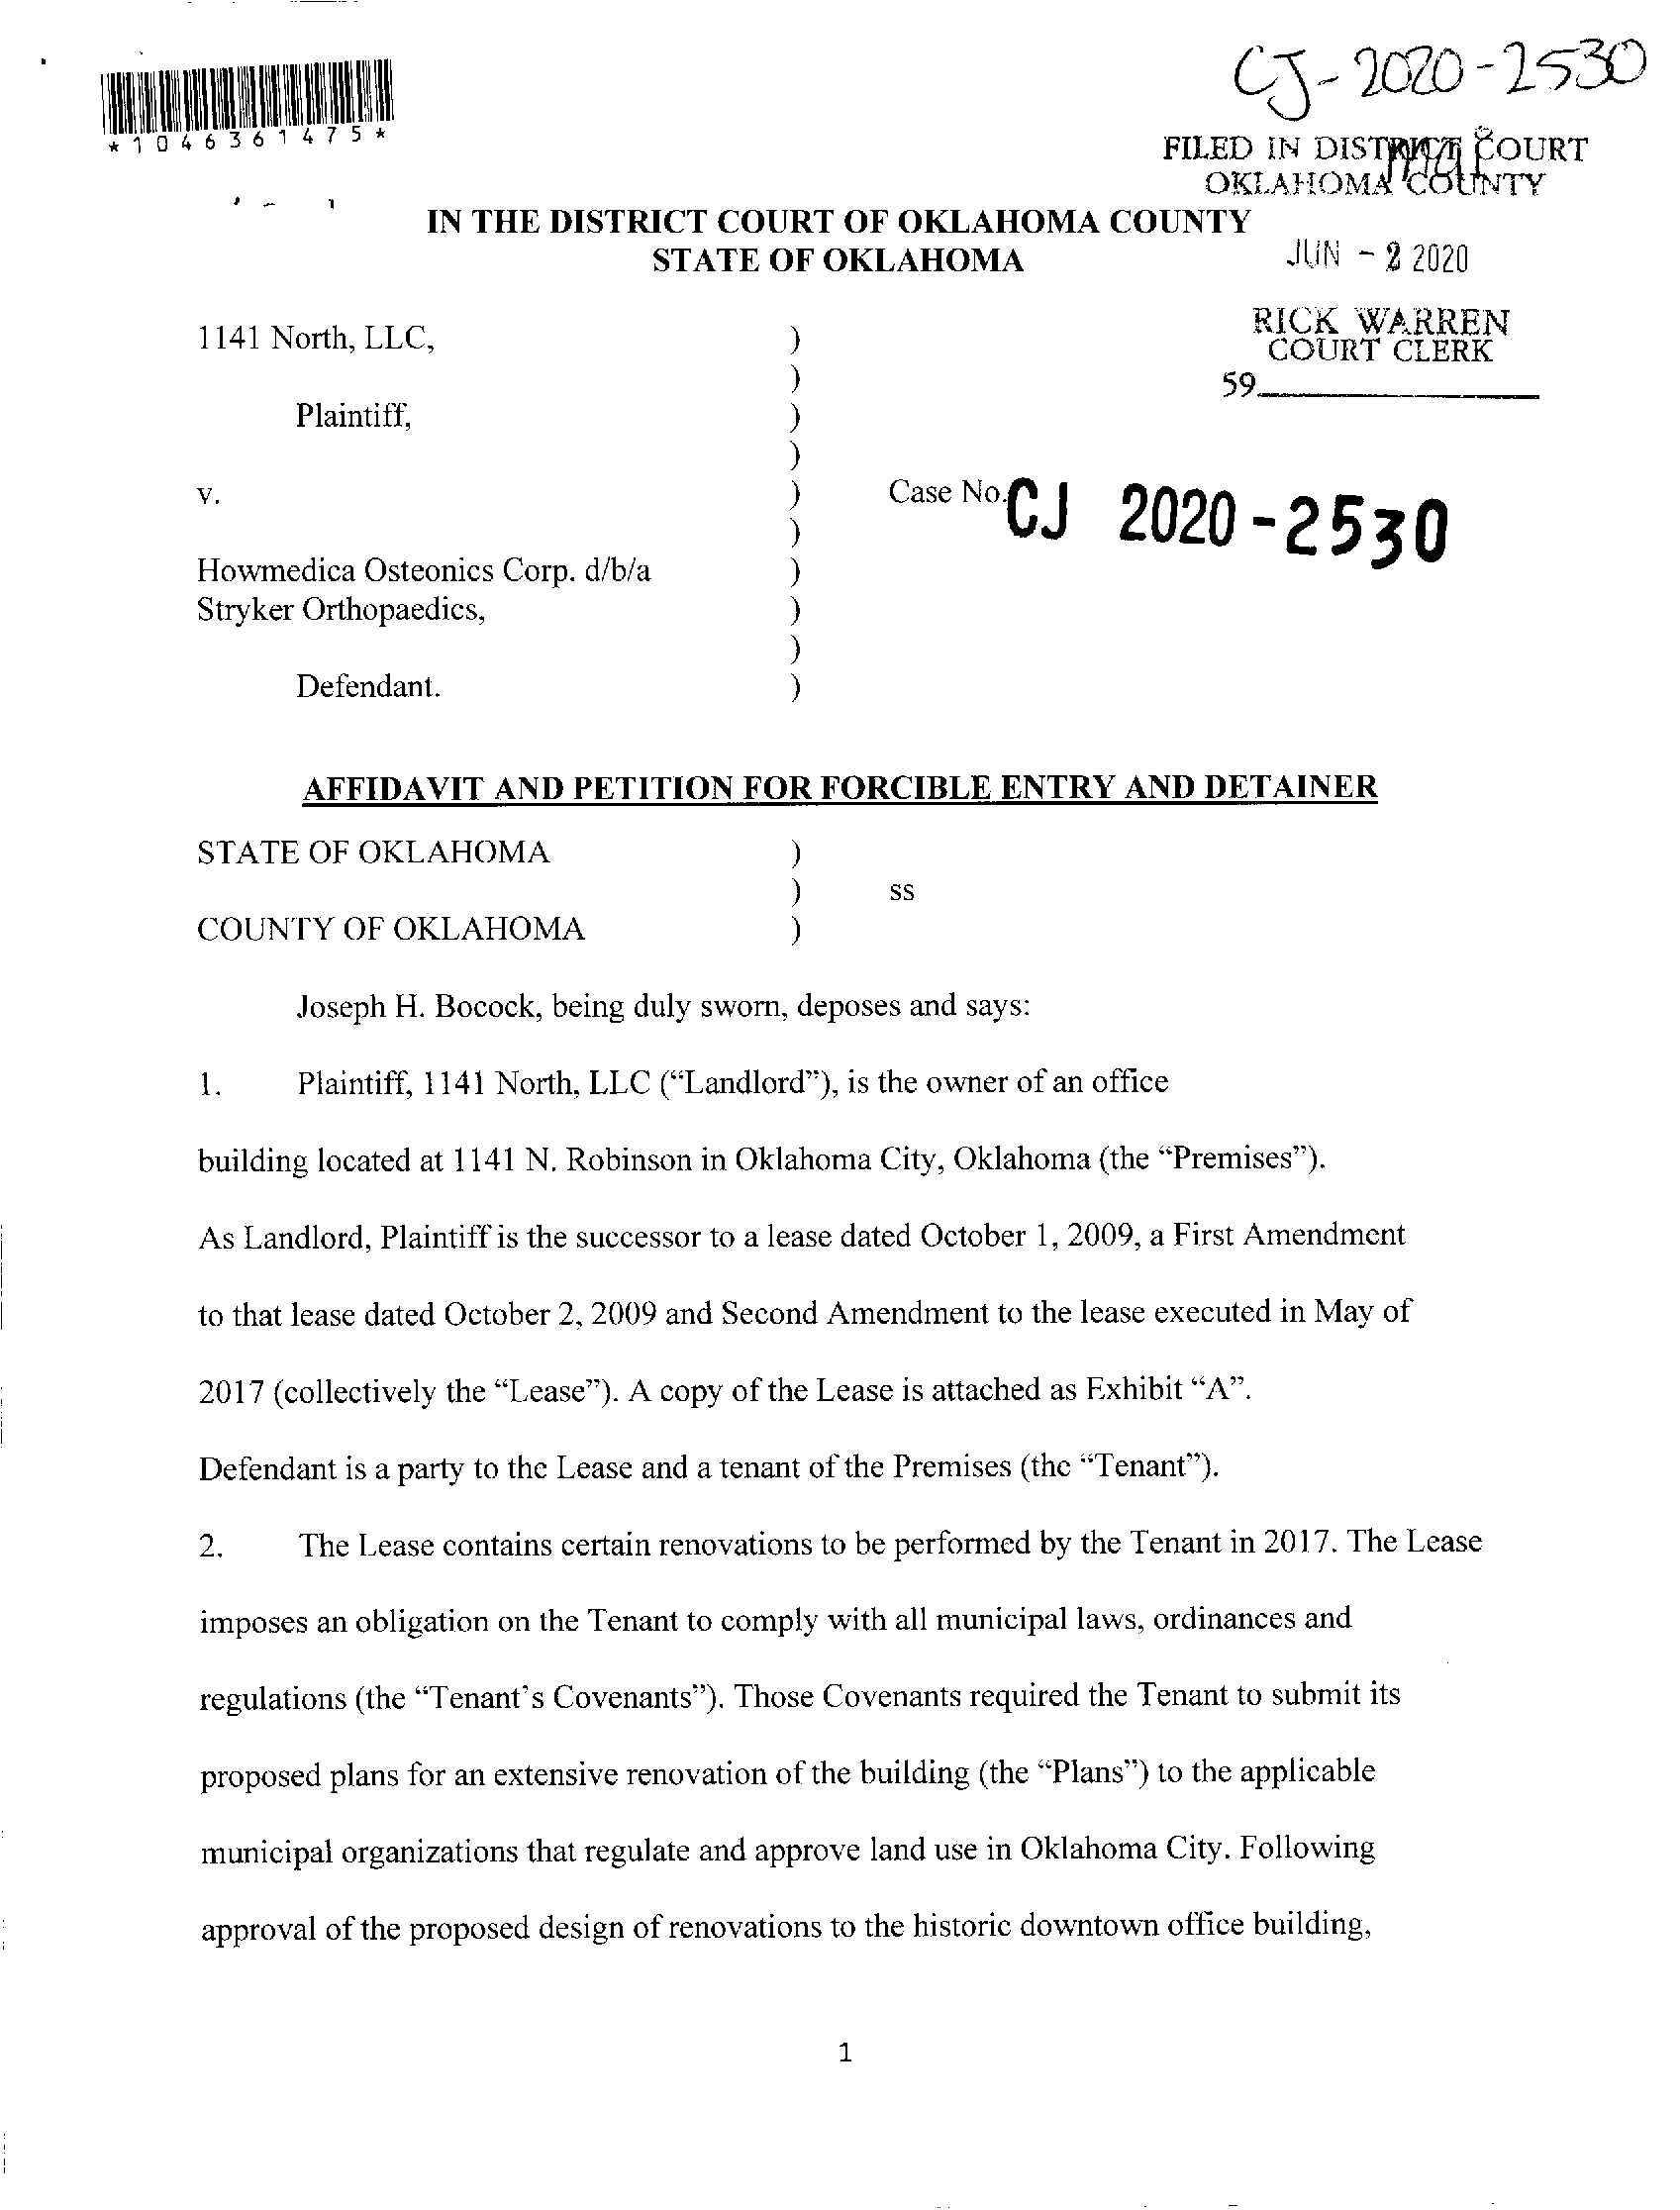 CJ-2020-2530
*1046361475*
FILED IN DISTRICT COURT
OKLAHOMA COUNTY
IN THE DISTRICT COURT OF OKLAHOMA COUNTY
STATE OF OKLAHOMA
JUN - 2 2020
RICK WARREN
COURT CLERK
59
1141 North, LLC, )
)
Plaintiff, )
)
v. ) Case No. CJ 2020-2530
)
Howmedica Osteonics Corp. d/b/a )
Stryker Orthopaedics, )
)
Defendant. )
AFFIDAVIT AND PETITION FOR FORCIBLE ENTRY AND DETAINER
STATE OF OKLAHOMA )
) ss
COUNTY OF OKLAHOMA )
Joseph H. Bocock, being duly sworn, deposes and says:
1. Plaintiff, 1141 North, LLC (“Landlord”), is the owner of an office
building located at 1141 N. Robinson in Oklahoma City, Oklahoma (the “Premises”).
As Landlord, Plaintiff is the successor to a lease dated October 1, 2009, a First Amendment
to that lease dated October 2, 2009 and Second Amendment to the lease executed in May of
2017 (collectively the “Lease”). A copy of the Lease is attached as Exhibit “A”.
Defendant is a party to the Lease and a tenant of the Premises (the “Tenant”).
2. The Lease contains certain renovations to be performed by the Tenant in 2017. The Lease
imposes an obligation on the Tenant to comply with all municipal laws, ordinances and
regulations (the “Tenant’s Covenants”). Those Covenants required the Tenant to submit its
proposed plans for an extensive renovation of the building (the “Plans”) to the applicable
municipal organizations that regulate and approve land use in Oklahoma City. Following
approval of the proposed design of renovations to the historic downtown office building,
1